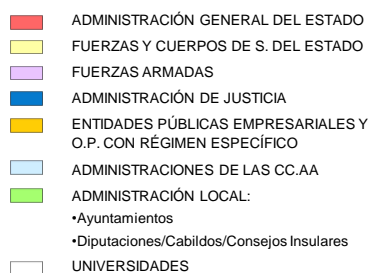 ADMINISTRACIÓN GENERAL DEL ESTADO
FUERZAS Y CUERPOS DE S. DEL ESTADO
FUERZAS ARMADAS
ADMINISTRACIÓN DE JUSTICIA
ENTIDADES PÚBLICAS EMPRESARIALES Y
O.P. CON RÉGIMEN ESPECÍFICO
ADMINISTRACIONES DE LAS CC.AA
ADMINISTRACIÓN LOCAL:
•Ayuntamientos
•Diputaciones/Cabildos/Consejos Insulares
UNIVERSIDADES